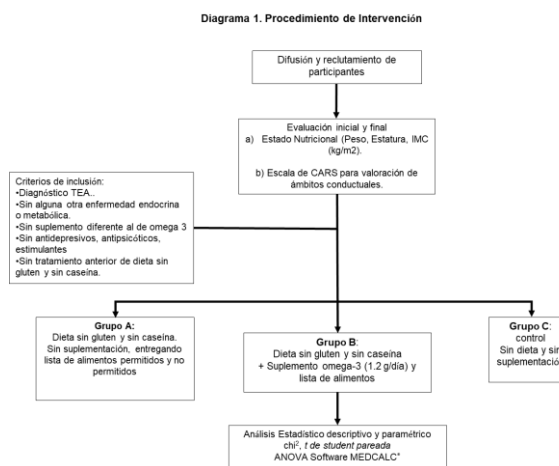 Diagrama 1. Procedimiento de Intervención
Difusión y reclutamiento de
participantes
Evaluación inicial y final
a) Estado Nutricional (Peso, Estatura, IMC
(kg/m2).
b) Escala de CARS para valoración de
ámbitos conductuales.
Criterios de inclusión:
•Diagnóstico TEA..
•Sin alguna otra enfermedad endocrina
o metabólica.
•Sin suplemento diferente al de omega 3
•Sin antidepresivos, antipsicóticos,
estimulantes
•Sin tratamiento anterior de dieta sin
gluten y sin caseína.
Grupo A:
Dieta sin gluten y sin caseína.
Sin suplementación, entregando
lista de alimentos permitidos y no
permitidos
Grupo B:
Dieta sin gluten y sin caseína
+ Suplemento omega-3 (1.2 g/día) y
lista de alimentos
Grupo C:
control
Sin dieta y sin
suplementació
Análisis Estadístico descriptivo y paramétrico
chi², t de student pareada
ANOVA Software MEDCALC*